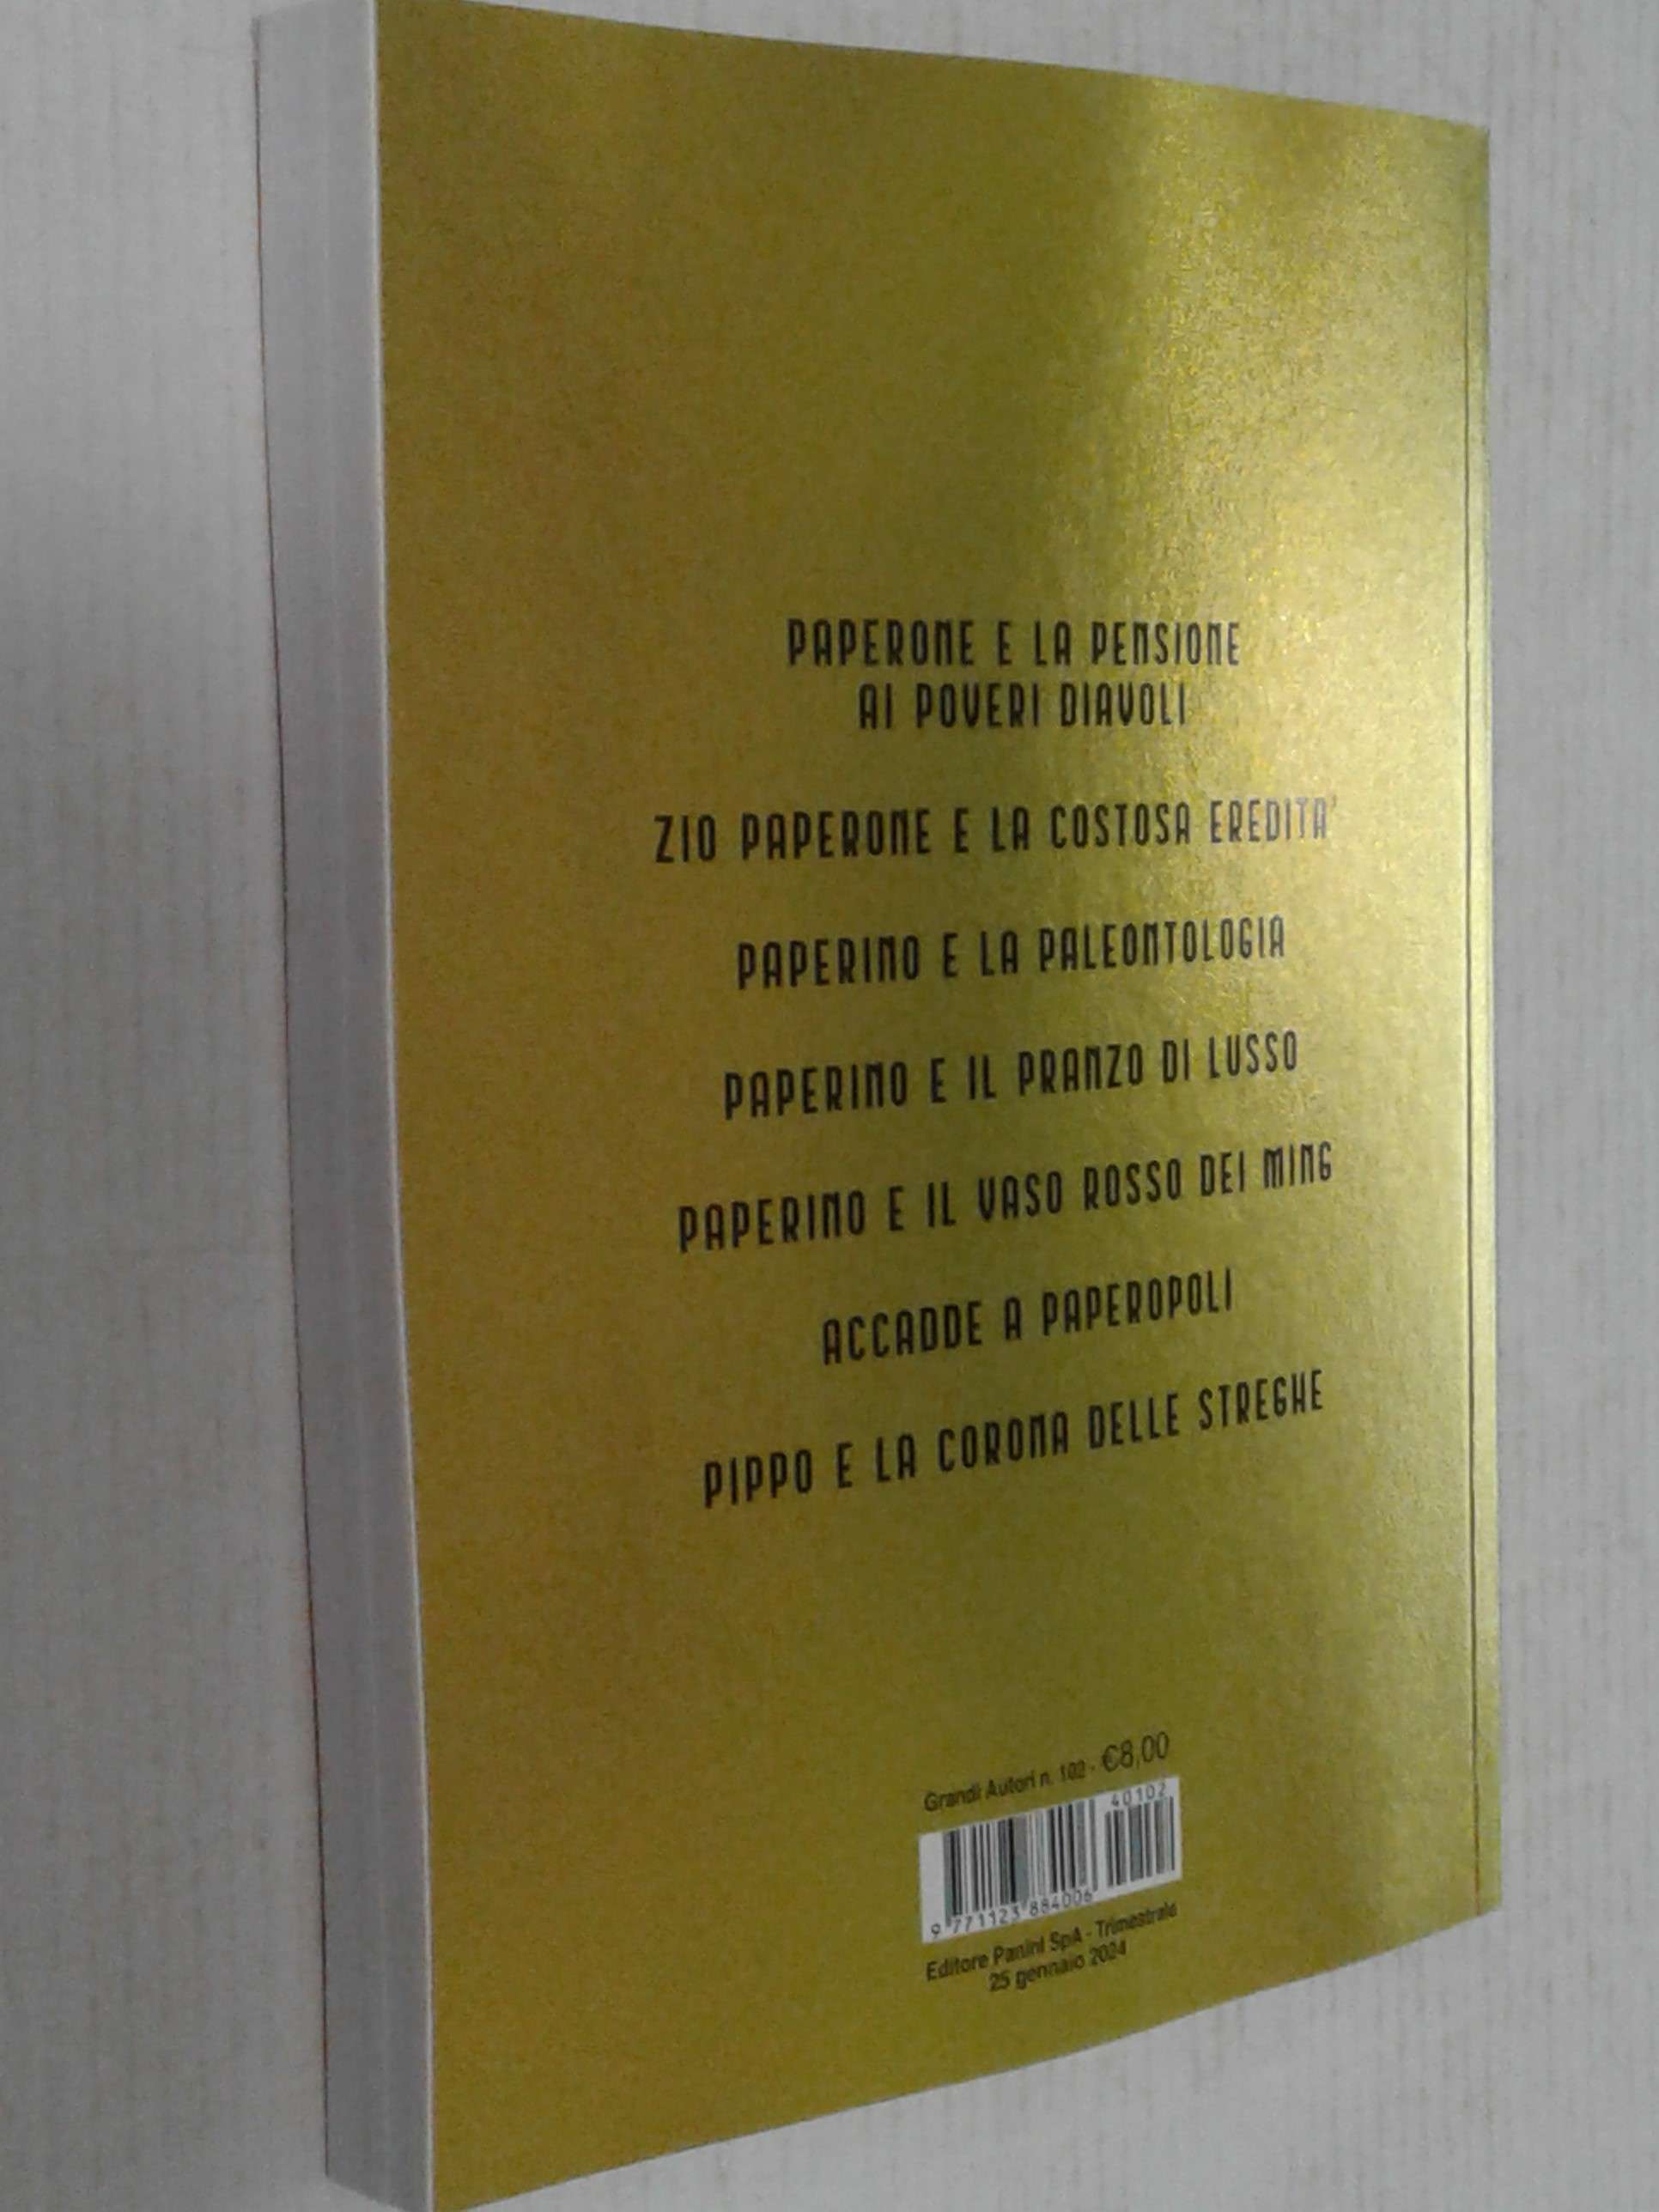 PAPERONE E LA PENSIONE
AI POVERI DIAVOLI
ZIO PAPERONE E LA COSTOSA EREDITA'
PAPERINO E LA PALEONTOLOGIA
PAPERINO E IL PRANZO DI LUSSO
PAPERINO E IL VASO ROSSO DEI MING
ACCADDE A PAPEROPOLI
PIPPO E LA CORONA DELLE STREGHE
Grandi Autori n. 102 - €8,00
40102
9 771123 884006
Editore Panini SpA - Trimestrale
25 gennaio 2024